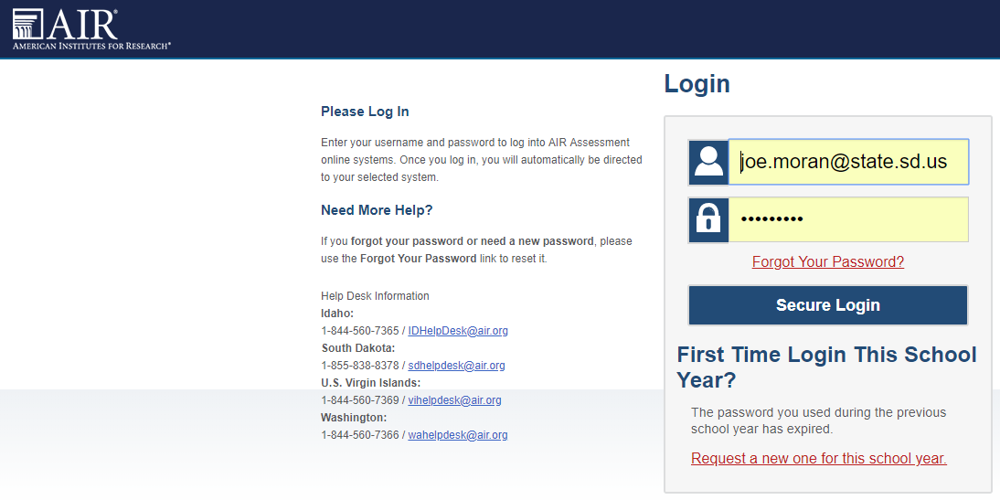 AIR®
AMERICAN INSTITUTES FOR RESEARCH®
Please Log In
Enter your username and password to log into AIR Assessment
online systems. Once you log in, you will automatically be directed
to your selected system.
Need More Help?
If you forgot your password or need a new password, please
use the Forgot Your Password link to reset it.
Help Desk Information
Idaho:
1-844-560-7365 / IDHelpDesk@air.org
South Dakota:
1-855-838-8378 / sdhelpdesk@air.org
U.S. Virgin Islands:
1-844-560-7369 / vihelpdesk@air.org
Washington:
1-844-560-7366 / wahelpdesk@air.org
Login
joe.moran@state.sd.us
•••••••••
Forgot Your Password?
Secure Login
First Time Login This School
Year?
The password you used during the previous
school year has expired.
Request a new one for this school year.